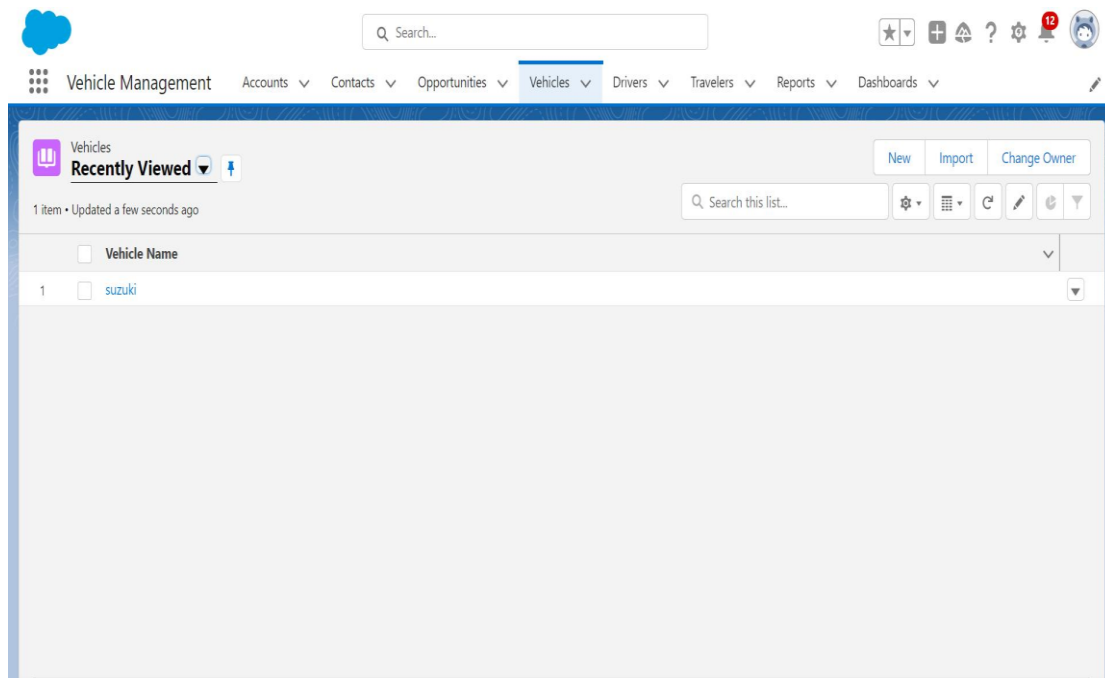 Search...
12
Vehicle Management Accounts Contacts Opportunities Vehicles Drivers Travelers Reports Dashboards
Vehicles
Recently Viewed
New Import Change Owner
1 item • Updated a few seconds ago
Search this list...
Vehicle Name
1 suzuki